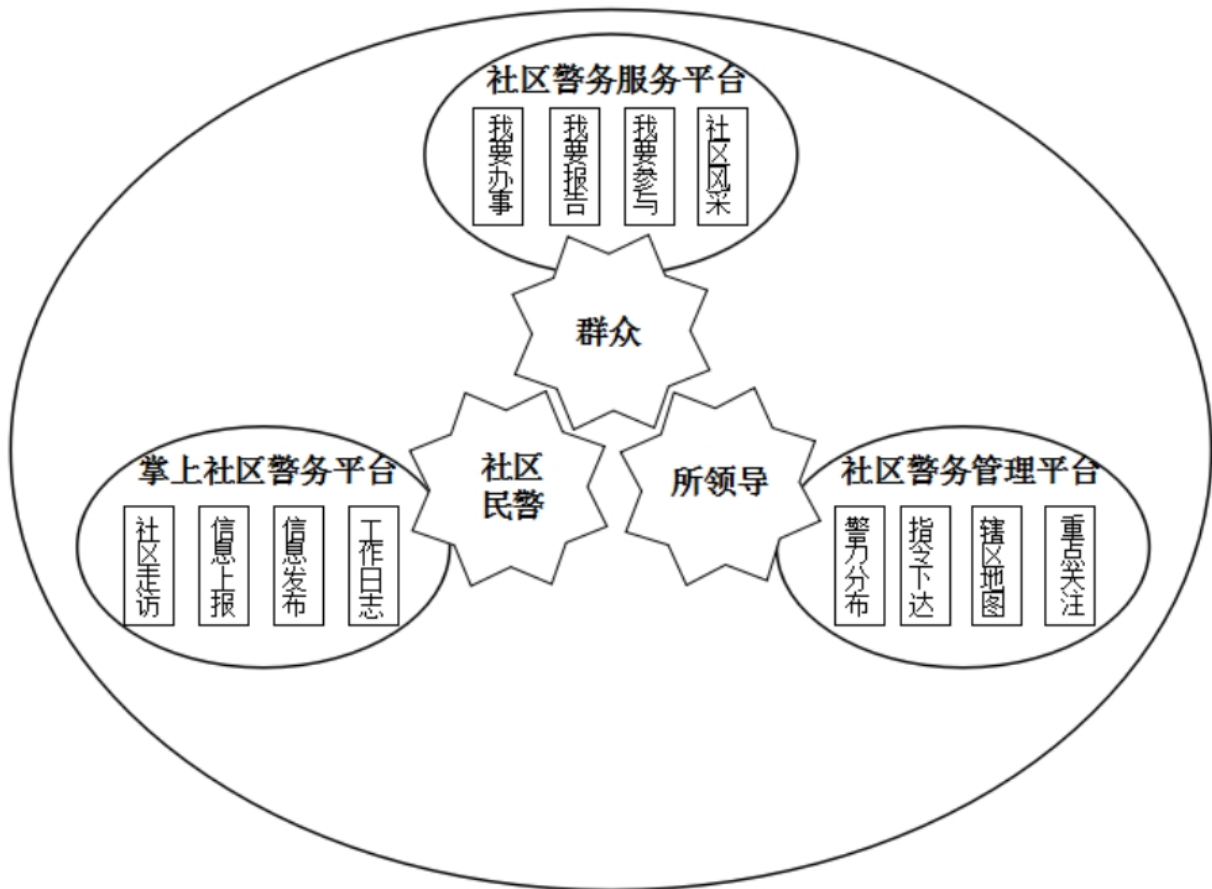 社区警务服务平台
我要办事
我要报告
我要参与
社区风采
群众
掌上社区警务平台
社区走访
信息上报
信息发布
工作日志
社区
民警
所领导
社区警务管理平台
警力分布
指令下达
辖区地图
重点关注